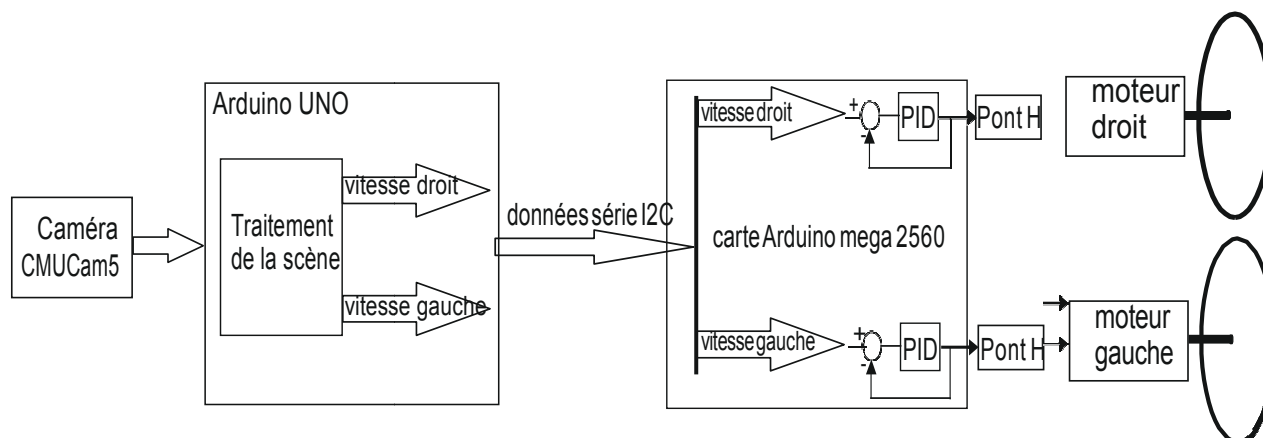 Arduino UNO
Caméra
CMUCam5
Traitement
de la scène
vitesse droit
vitesse gauche
données série I2C
vitesse droit
+
-
PID
Pont H
moteur
droit
carte Arduino mega 2560
vitesse gauche
+
-
PID
Pont H
moteur
gauche